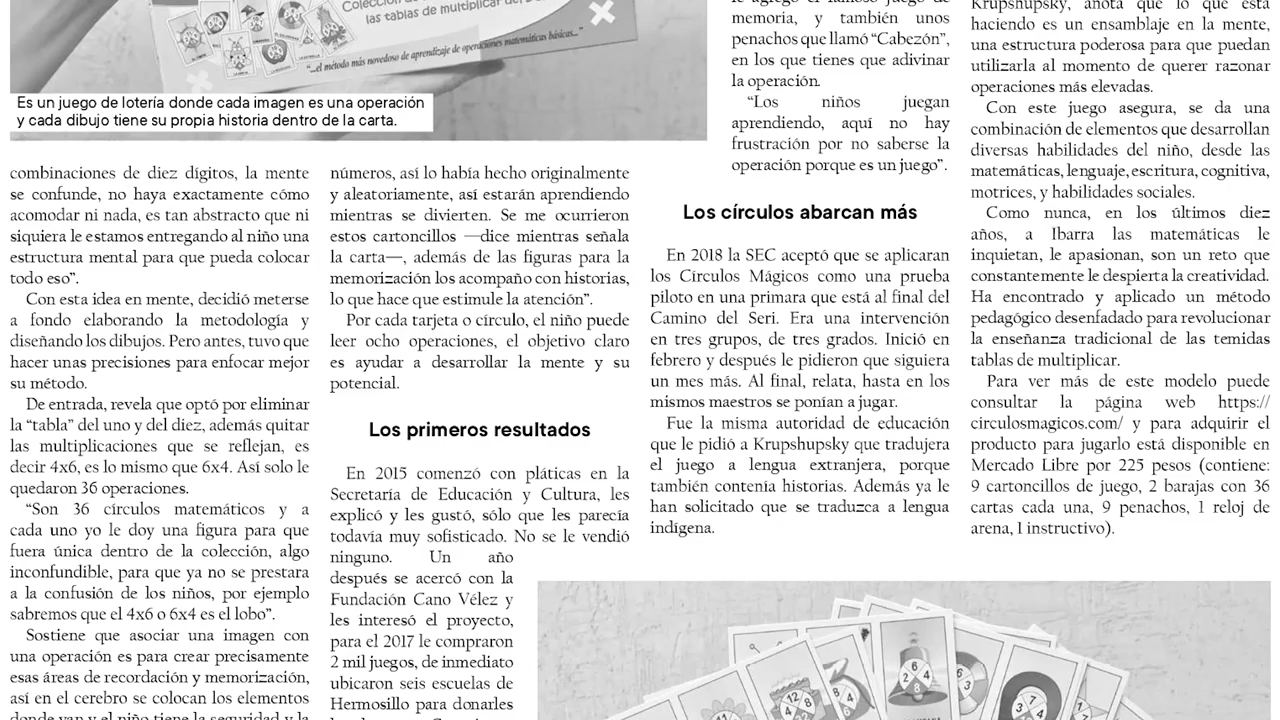 las tablas de multiplicar del
"...el método más novedoso de aprendizaje de operaciones matemáticas básicas..."
Es un juego de lotería donde cada imagen es una operación
y cada dibujo tiene su propia historia dentro de la carta.
combinaciones de diez dígitos, la mente
se confunde, no haya exactamente cómo
acomodar ni nada, es tan abstracto que ni
siquiera le estamos entregando al niño una
estructura mental para que pueda colocar
todo eso”.
Con esta idea en mente, decidió meterse
a fondo elaborando la metodología y
diseñando los dibujos. Pero antes, tuvo que
hacer unas precisiones para enfocar mejor
su método.
De entrada, revela que optó por eliminar
la “tabla” del uno y del diez, además quitar
las multiplicaciones que se reflejan, es
decir 4x6, es lo mismo que 6x4. Así solo le
quedaron 36 operaciones.
“Son 36 círculos matemáticos y a
cada uno yo le doy una figura para que
fuera única dentro de la colección, algo
inconfundible, para que ya no se prestara
a la confusión de los niños, por ejemplo
sabremos que el 4x6 o 6x4 es el lobo”.
Sostiene que asociar una imagen con
una operación es para crear precisamente
esas áreas de recordación y memorización,
así en el cerebro se colocan los elementos
donde van y el niño tiene la seguridad y la
números, así lo había hecho originalmente
y aleatoriamente, así estarán aprendiendo
mientras se divierten. Se me ocurrieron
estos cartoncillos —dice mientras señala
la carta—, además de las figuras para la
memorización los acompaño con historias,
lo que hace que estimule la atención”.
Por cada tarjeta o círculo, el niño puede
leer ocho operaciones, el objetivo claro
es ayudar a desarrollar la mente y su
potencial.
Los primeros resultados
En 2015 comenzó con pláticas en la
Secretaría de Educación y Cultura, les
explicó y les gustó, sólo que les parecía
todavía muy sofisticado. No se le vendió
ninguno. Un año
después se acercó con la
Fundación Cano Vélez y
les interesó el proyecto,
para el 2017 le compraron
2 mil juegos, de inmediato
ubicaron seis escuelas de
Hermosillo para donarles
memoria, y también unos
penachos que llamó “Cabezón”,
en los que tienes que adivinar
la operación.
“Los niños juegan
aprendiendo, aquí no hay
frustración por no saberse la
operación porque es un juego”.
Los círculos abarcan más
En 2018 la SEC aceptó que se aplicaran
los Círculos Mágicos como una prueba
piloto en una primara que está al final del
Camino del Seri. Era una intervención
en tres grupos, de tres grados. Inició en
febrero y después le pidieron que siguiera
un mes más. Al final, relata, hasta en los
mismos maestros se ponían a jugar.
Fue la misma autoridad de educación
que le pidió a Krupshupsky que tradujera
el juego a lengua extranjera, porque
también contenía historias. Además ya le
han solicitado que se traduzca a lengua
indígena.
Krupshupsky, anota que lo que está
haciendo es un ensamblaje en la mente,
una estructura poderosa para que puedan
utilizarla al momento de querer razonar
operaciones más elevadas.
Con este juego asegura, se da una
combinación de elementos que desarrollan
diversas habilidades del niño, desde las
matemáticas, lenguaje, escritura, cognitiva,
motrices, y habilidades sociales.
Como nunca, en los últimos diez
años, a Ibarra las matemáticas le
inquietan, le apasionan, son un reto que
constantemente le despierta la creatividad.
Ha encontrado y aplicado un método
pedagógico desenfadado para revolucionar
la enseñanza tradicional de las temidas
tablas de multiplicar.
Para ver más de este modelo puede
consultar la página web https://
circulosmagicos.com/ y para adquirir el
producto para jugarlo está disponible en
Mercado Libre por 225 pesos (contiene:
9 cartoncillos de juego, 2 barajas con 36
cartas cada una, 9 penachos, 1 reloj de
arena, 1 instructivo).